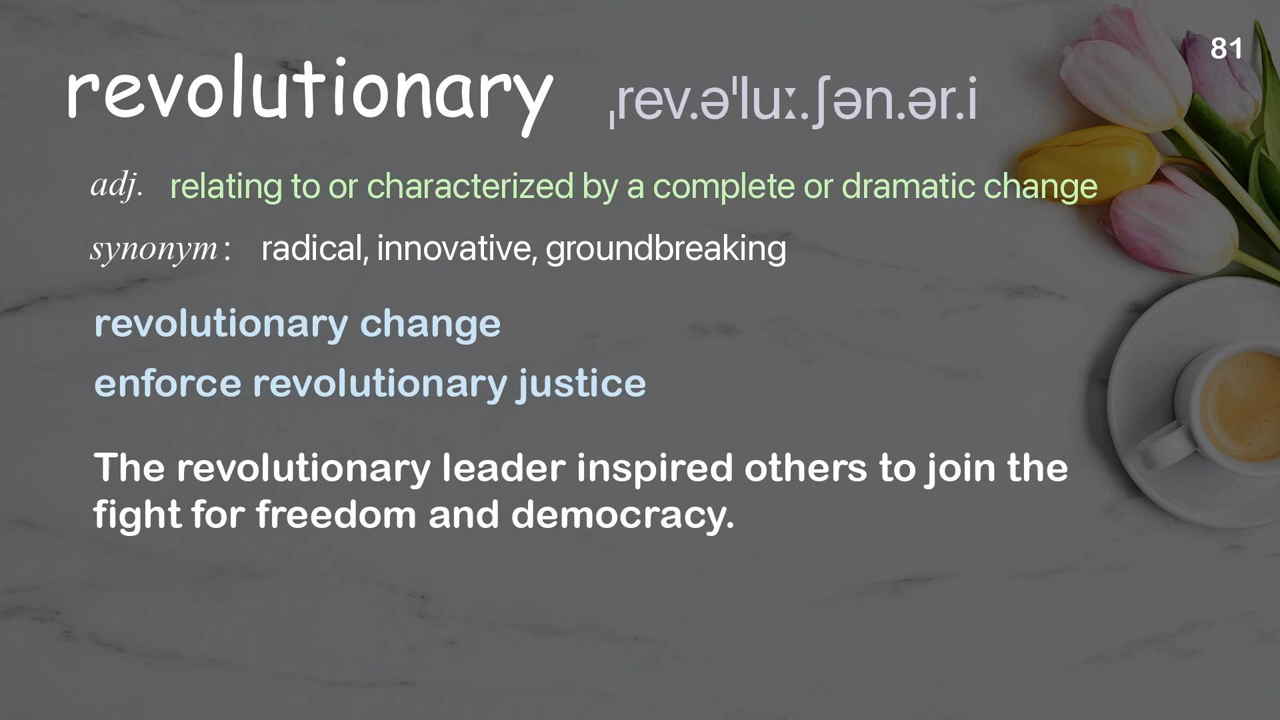 81
revolutionary ˌrev.əˈluː.ʃən.ər.i
adj. relating to or characterized by a complete or dramatic change
synonym: radical, innovative, groundbreaking
revolutionary change
enforce revolutionary justice
The revolutionary leader inspired others to join the
fight for freedom and democracy.